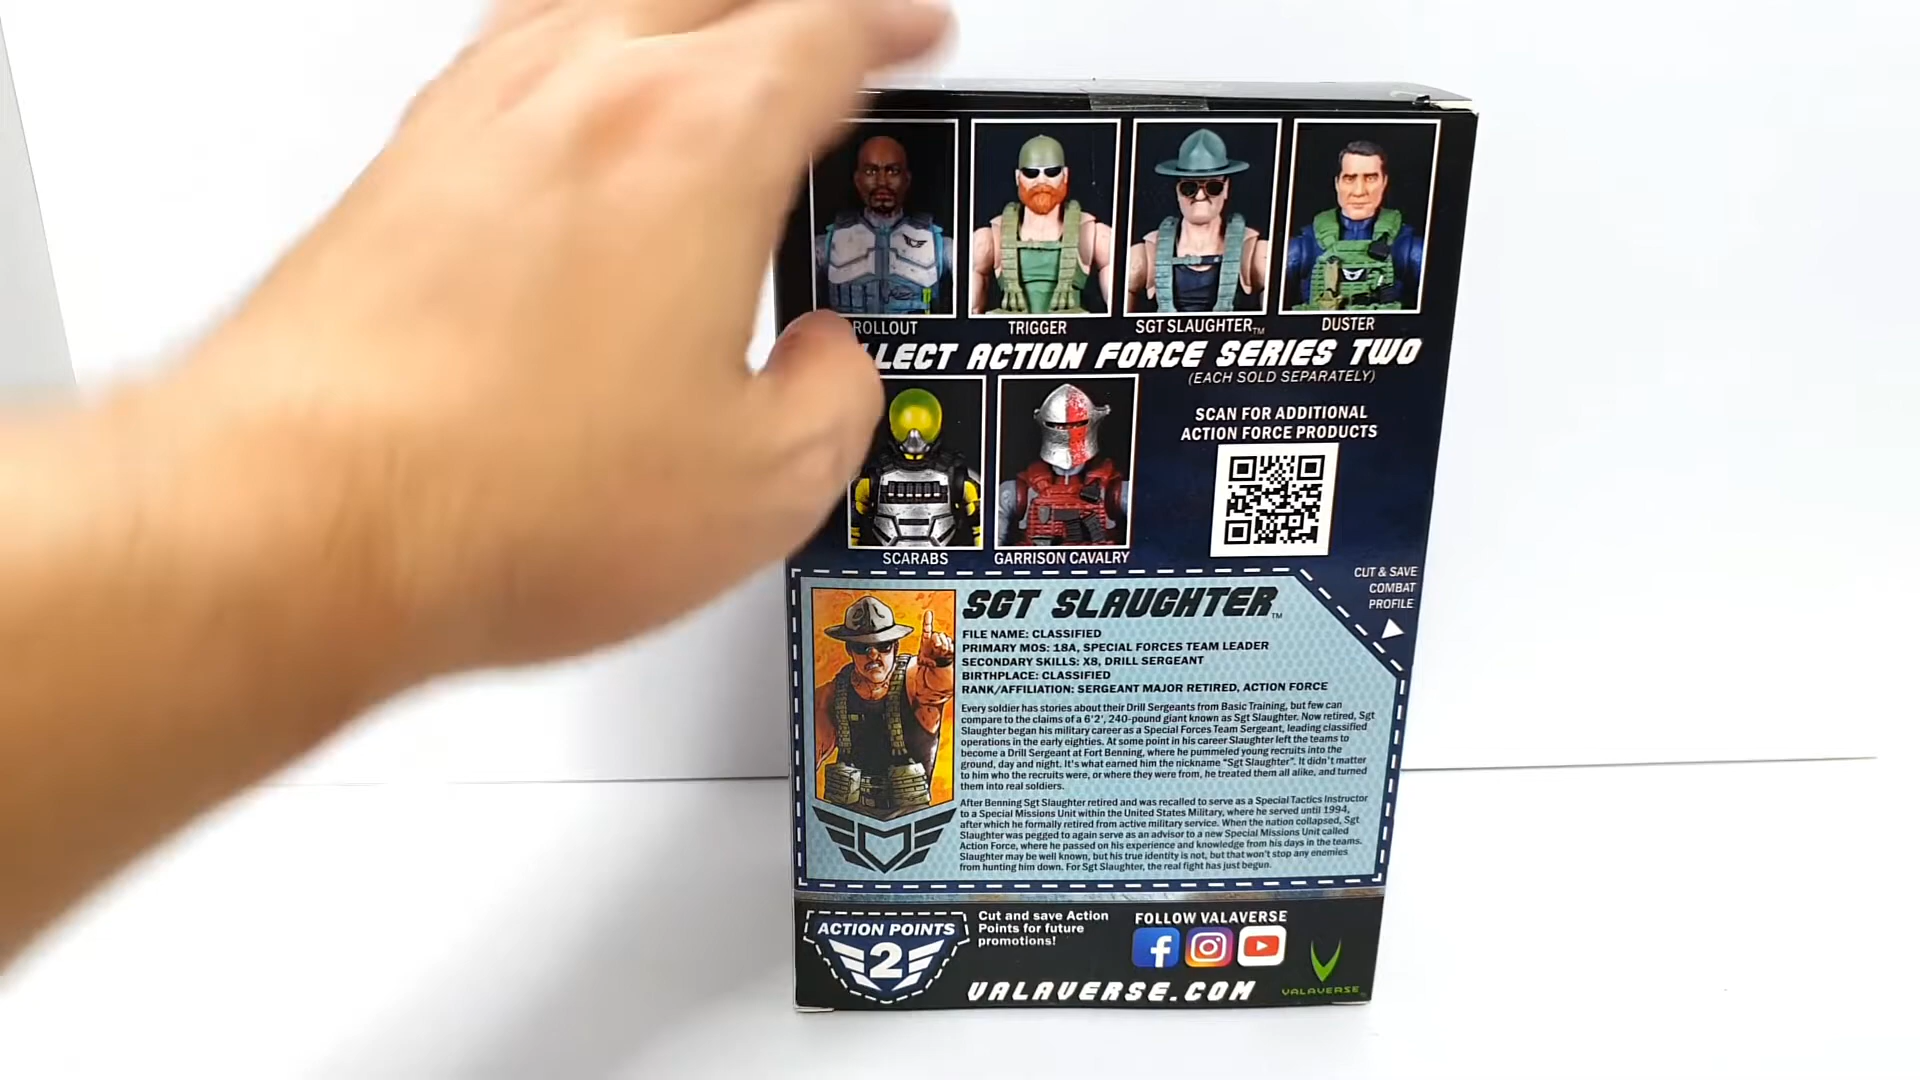 ROLLOUT
TRIGGER
SGT SLAUGHTER™
DUSTER
LLECT ACTION FORCE SERIES TWO
(EACH SOLD SEPARATELY)
SCARABS
GARRISON CAVALRY
SCAN FOR ADDITIONAL
ACTION FORCE PRODUCTS
CUT & SAVE
COMBAT
PROFILE
SGT SLAUGHTER™
FILE NAME: CLASSIFIED
PRIMARY MOS: 18A, SPECIAL FORCES TEAM LEADER
SECONDARY SKILLS: X8, DRILL SERGEANT
BIRTHPLACE: CLASSIFIED
RANK/AFFILIATION: SERGEANT MAJOR RETIRED, ACTION FORCE
Every soldier has stories about their Drill Sergeants from Basic Training, but few can
compare to the claims of a 6'2', 240-pound giant known as Sgt Slaughter. Now retired, Sgt
Slaughter began his military career as a Special Forces Team Sergeant, leading classified
operations in the early eighties. At some point in his career Slaughter left the teams to
become a Drill Sergeant at Fort Benning, where he pummeled young recruits into the
ground, day and night. It's what earned him the nickname "Sgt Slaughter". It didn't matter
to him who the recruits were, or where they were from, he treated them all alike, and turned
them into real soldiers.
After Benning Sgt Slaughter retired and was recalled to serve as a Special Tactics Instructor
to a Special Missions Unit within the United States Military, where he served until 1994,
after which he formally retired from active military service. When the nation collapsed, Sgt
Slaughter was pegged to again serve as an advisor to a new Special Missions Unit called
Action Force, where he passed on his experience and knowledge from his days in the teams.
Slaughter may be well known, but his true identity is not, but that won't stop any enemies
from hunting him down. For Sgt Slaughter, the real fight has just begun.
ACTION POINTS
2
Cut and save Action
Points for future
promotions!
FOLLOW VALAVERSE
VALAVERSE.COM
VALAVERSE